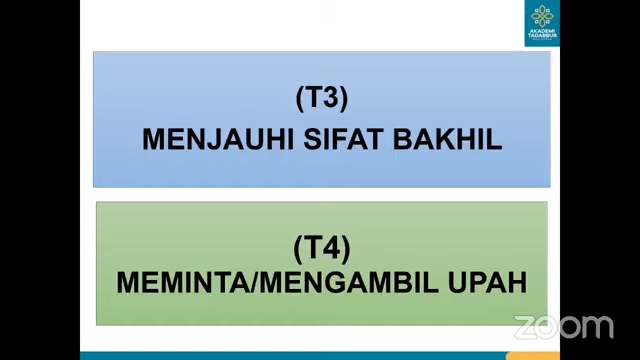 AKADEMI
TADABBUR
(T3)
MENJAUHI SIFAT BAKHIL
(T4)
MEMINTA/MENGAMBIL UPAH
zoom